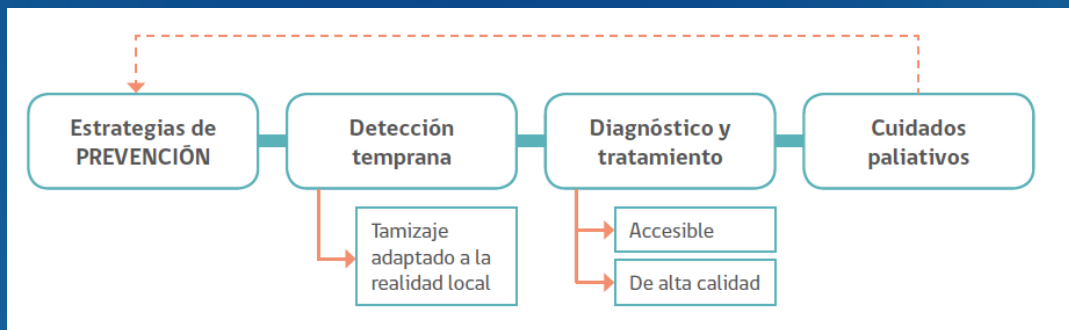 Estrategias de
PREVENCIÓN
Detección
temprana
Diagnóstico y
tratamiento
Cuidados
paliativos
Tamizaje
adaptado a la
realidad local
Accesible
De alta calidad